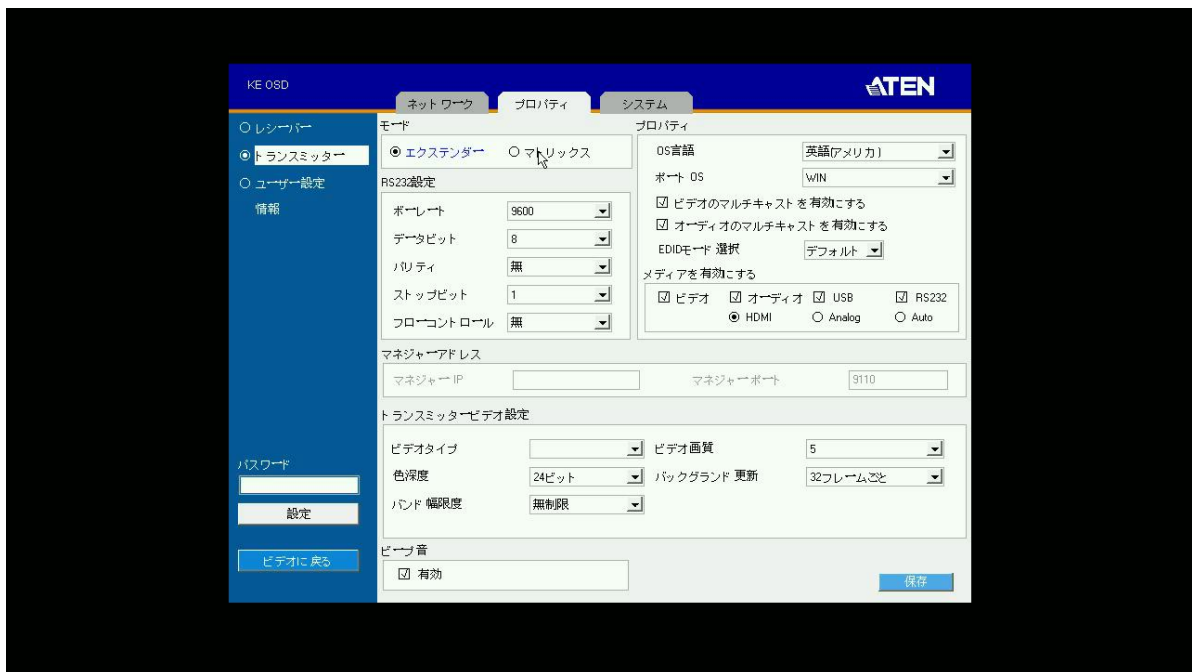 KE OSD
ATEN
ネットワーク プロパティ システム
レシーバー
トランスミッター
ユーザー設定
情報
パスワード
設定
ビデオに戻る
モード
エクステンダー マトリックス
RS232設定
ボーレート 9600
データビット 8
パリティ 無
ストップビット 1
フローコントロール 無
プロパティ
OS言語 英語(アメリカ)
ポート OS WIN
ビデオのマルチキャストを有効にする
オーディオのマルチキャストを有効にする
EDIDモード 選択 デフォルト
メディアを有効にする
ビデオ オーディオ USB RS232
HDMI Analog Auto
マネジャーアドレス
マネジャーIP マネジャーポート 9110
トランスミッタービデオ設定
ビデオタイプ ビデオ画質 5
色深度 24ビット バックグランド 更新 32フレームごと
バンド幅限度 無制限
ビープ音
有効
保存